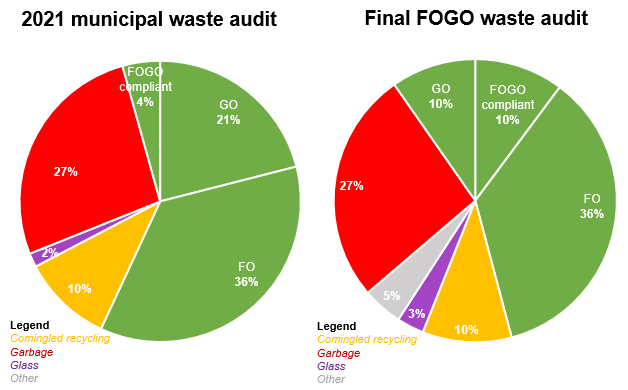 2021 municipal waste audit
FOGO
compliant
4%
GO
21%
27%
2%
10%
FO
36%
Legend
Comingled recycling
Garbage
Glass
Other
Final FOGO waste audit
GO
10%
FOGO
compliant
10%
27%
FO
36%
5%
3%
10%
Legend
Comingled recycling
Garbage
Glass
Other